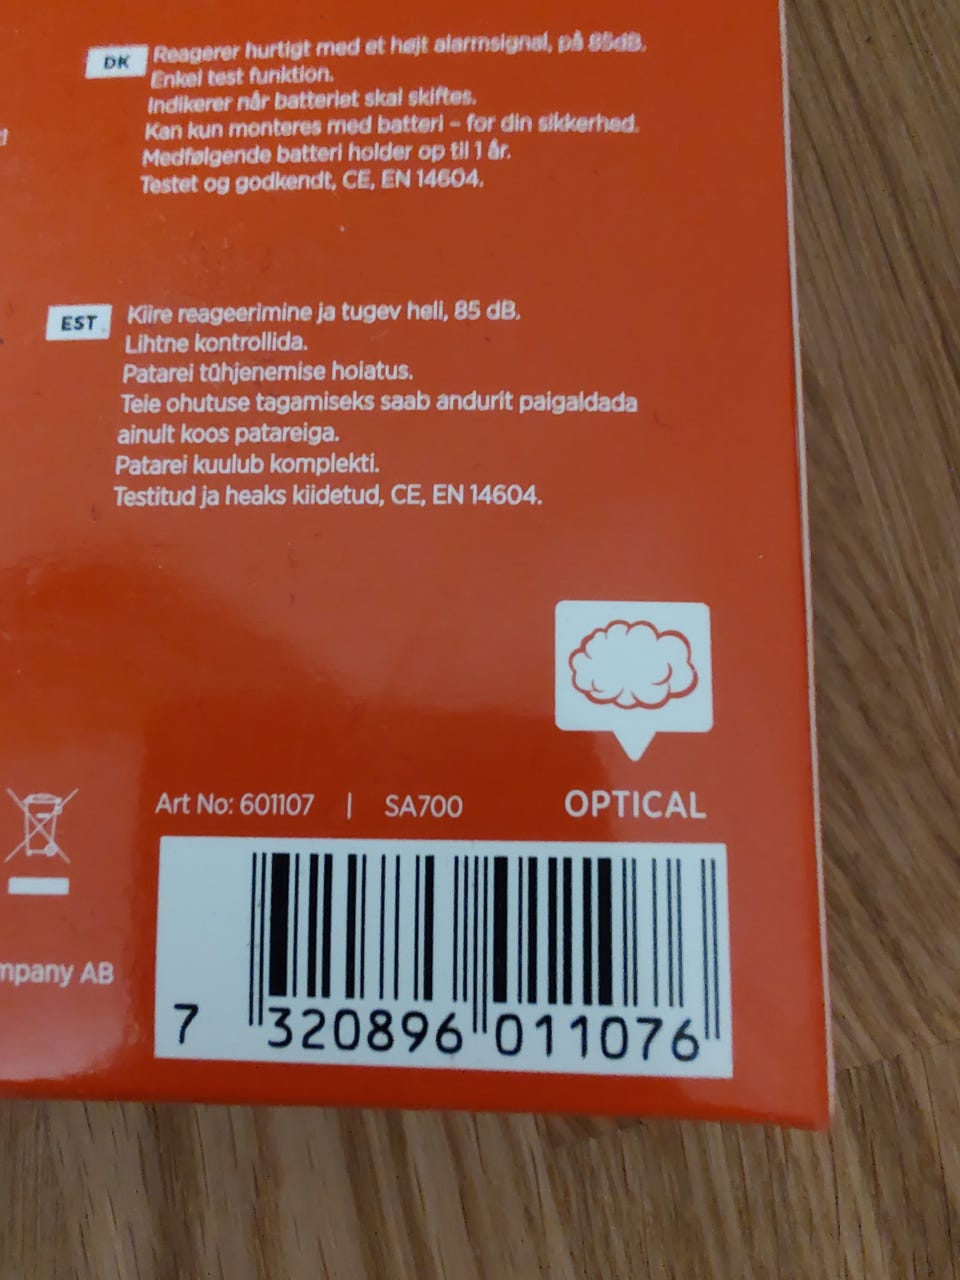 DK
Reagerer hurtigt med et højt alarmsignal, på 85dB.
Enkel test funktion.
Indikerer når batteriet skal skiftes.
Kan kun monteres med batteri – for din sikkerhed.
Medfølgende batteri holder op til 1 år.
Testet og godkendt, CE, EN 14604.
EST
Kiire reageerimine ja tugev heli, 85 dB.
Lihtne kontrollida.
Patarei tühjenemise hoiatus.
Teie ohutuse tagamiseks saab andurit paigaldada
ainult koos patareiga.
Patarei kuulub komplekti.
Testitud ja heaks kiidetud, CE, EN 14604.
Art No: 601107 | SA700
OPTICAL
mpany AB
7 320896 011076